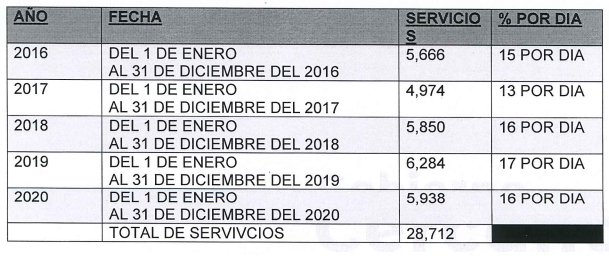 AÑO FECHA SERVICIO % POR DIA
S
2016 DEL 1 DE ENERO 5,666 15 POR DIA
AL 31 DE DICIEMBRE DEL 2016
2017 DEL 1 DE ENERO 4,974 13 POR DIA
AL 31 DE DICIEMBRE DEL 2017
2018 DEL 1 DE ENERO 5,850 16 POR DIA
AL 31 DE DICIEMBRE DEL 2018
2019 DEL 1 DE ENERO 6,284 17 POR DIA
AL 31 DE DICIEMBRE DEL 2019
2020 DEL 1 DE ENERO 5,938 16 POR DIA
AL 31 DE DICIEMBRE DEL 2020
TOTAL DE SERVIVCIOS 28,712